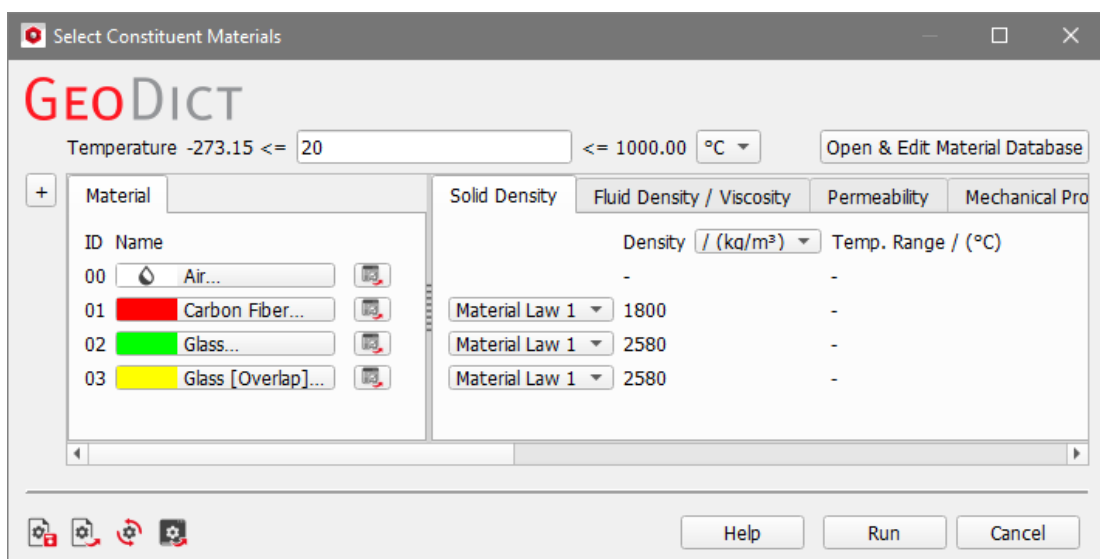 Select Constituent Materials
GEODICT
Temperature -273.15 <= 20 <= 1000.00 °C Open & Edit Material Database
+ Material Solid Density Fluid Density / Viscosity Permeability Mechanical Pro
ID Name Density / (kg/m³) Temp. Range / (°C)
00 Air... - -
01 Carbon Fiber... Material Law 1 1800 -
02 Glass... Material Law 1 2580 -
03 Glass [Overlap]... Material Law 1 2580 -
Help Run Cancel